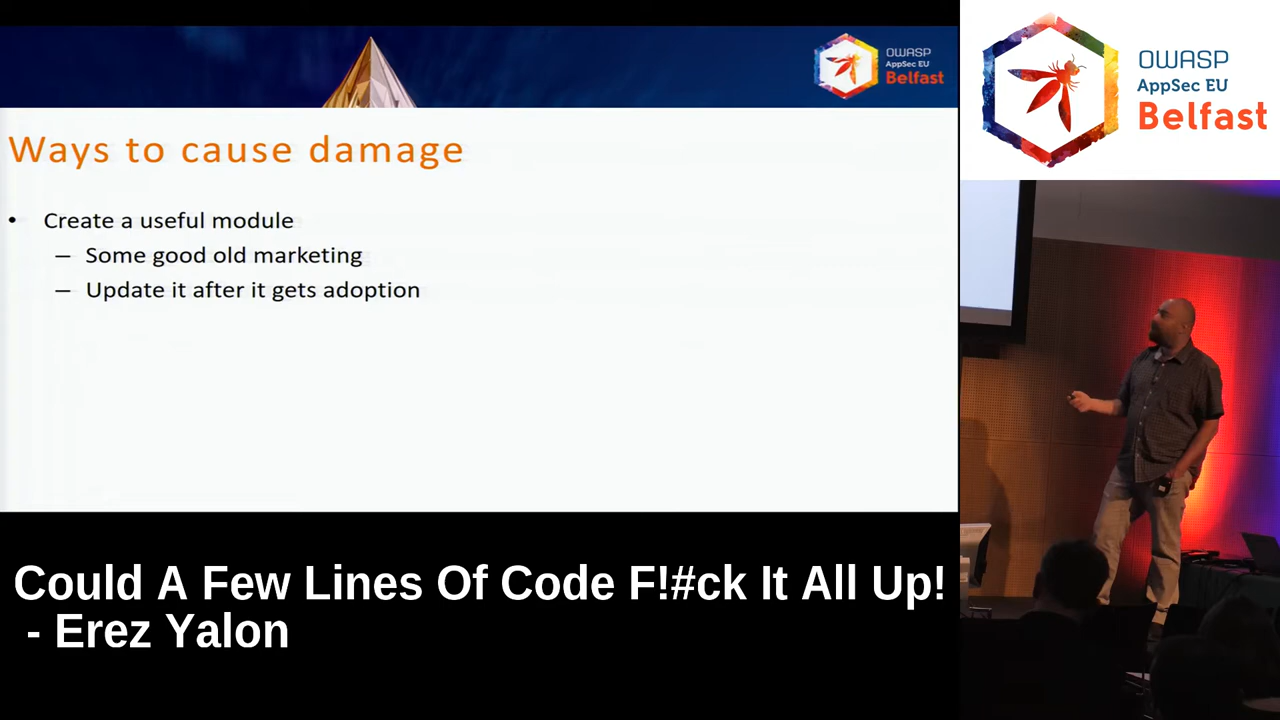 OWASP
AppSec EU
Belfast
OWASP
AppSec EU
Belfast
Ways to cause damage
• Create a useful module
– Some good old marketing
– Update it after it gets adoption
Could A Few Lines Of Code F!#ck It All Up!
- Erez Yalon